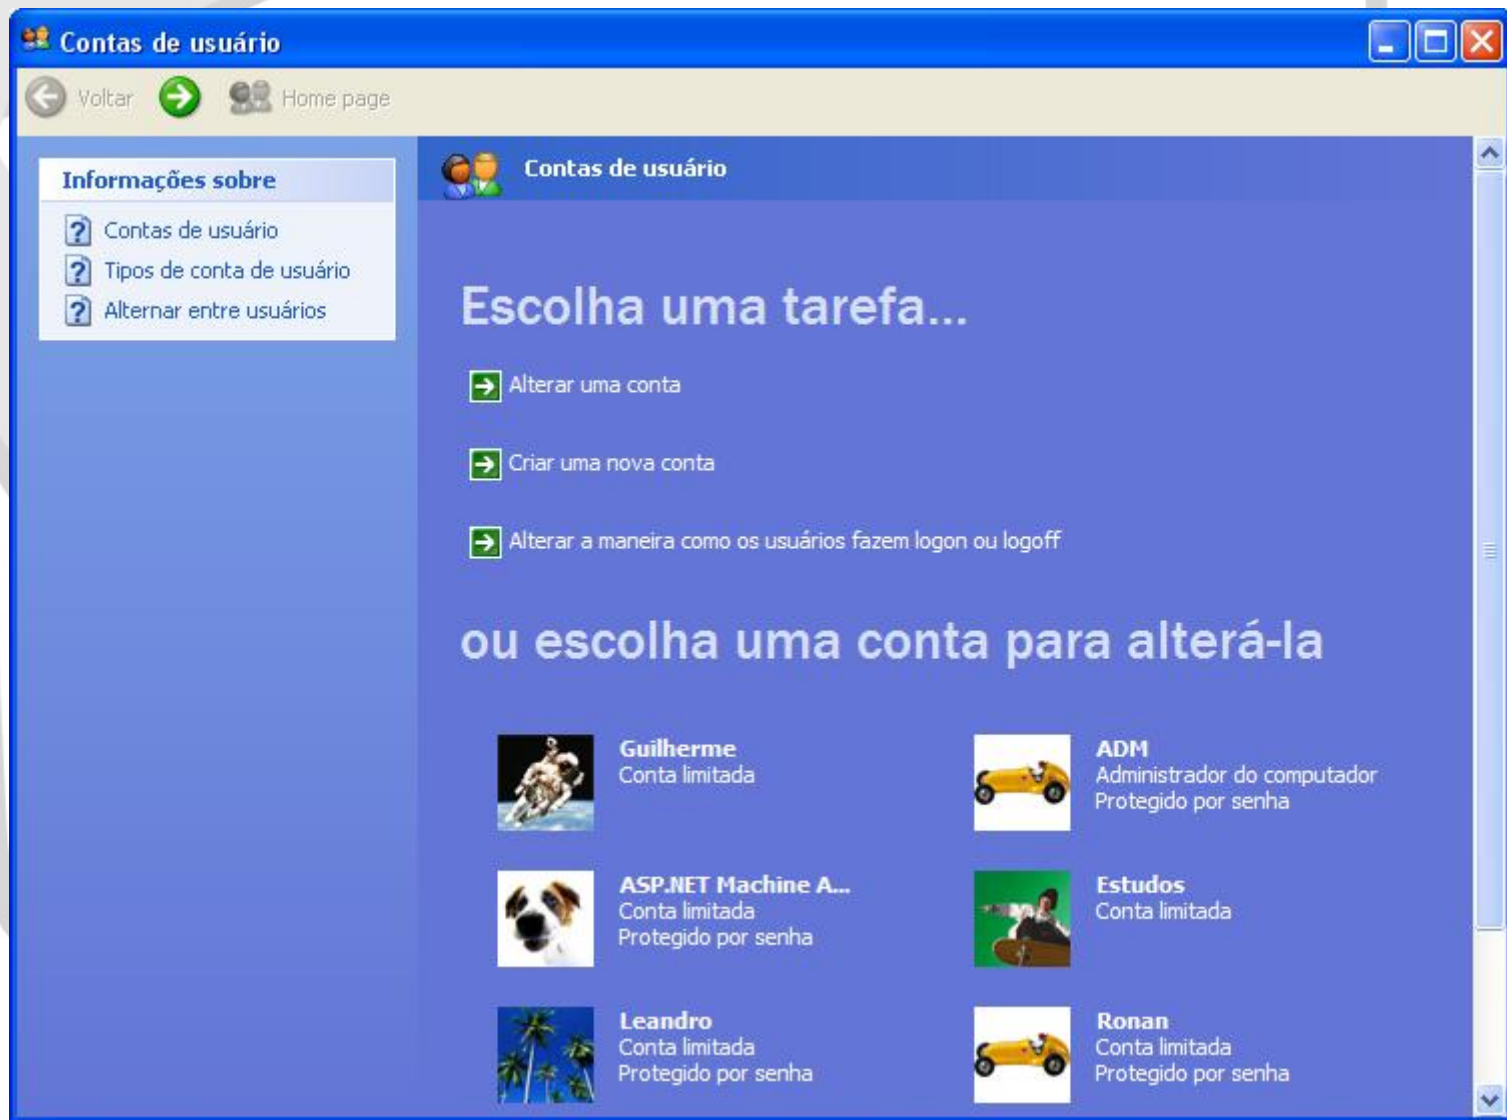 Contas de usuário
Voltar
Home page
Informações sobre
Contas de usuário
Tipos de conta de usuário
Alternar entre usuários
Contas de usuário
Escolha uma tarefa...
Alterar uma conta
Criar uma nova conta
Alterar a maneira como os usuários fazem logon ou logoff
ou escolha uma conta para alterá-la
Guilherme
Conta limitada
ADM
Administrador do computador
Protegido por senha
ASP.NET Machine A...
Conta limitada
Protegido por senha
Estudos
Conta limitada
Leandro
Conta limitada
Protegido por senha
Ronan
Conta limitada
Protegido por senha